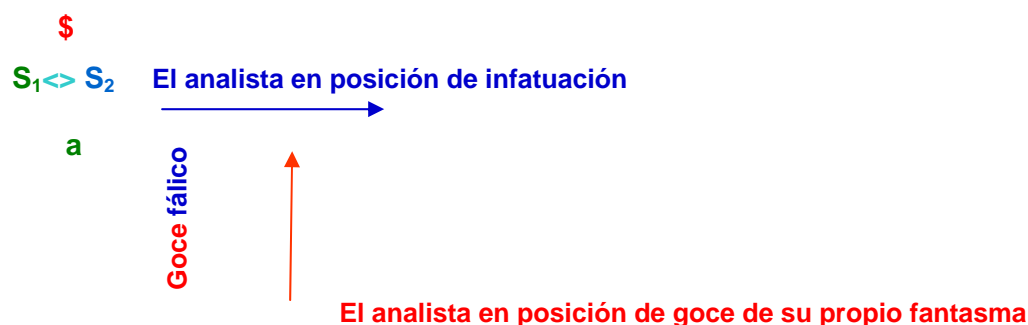 $
S₁<> S₂ El analista en posición de infatuación
a
Goce fálico
El analista en posición de goce de su propio fantasma